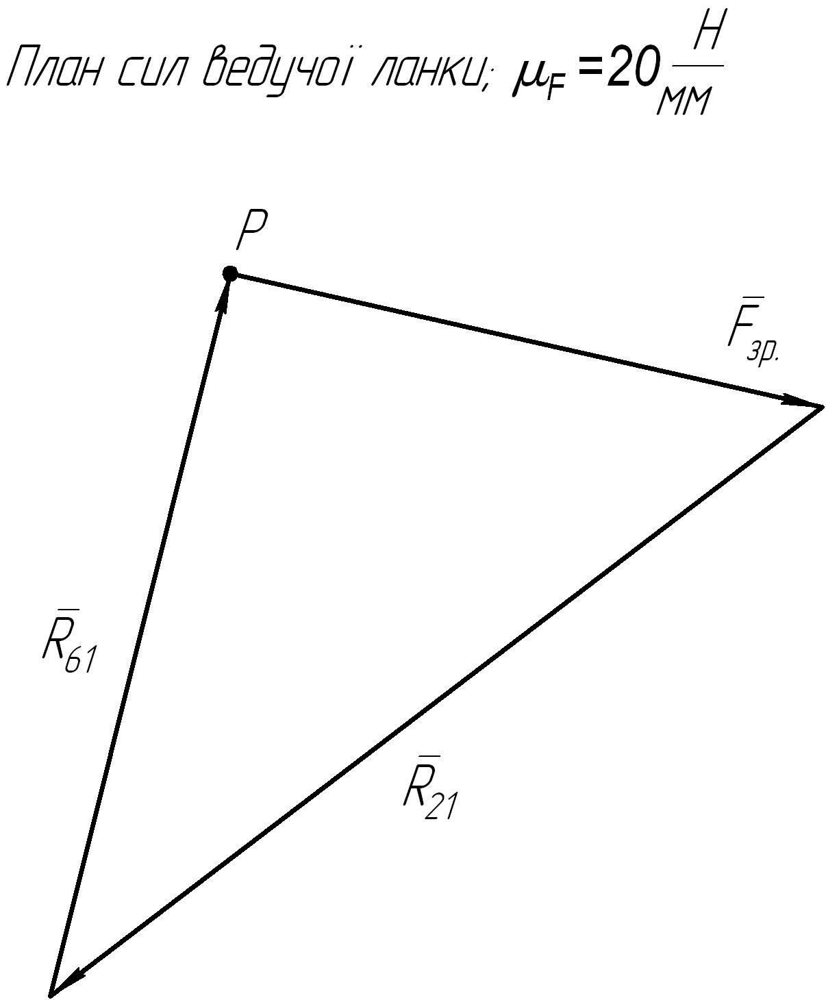 План сил ведучої ланки; μF =20 Н/мм
P
F̅зр.
R̅61
R̅21